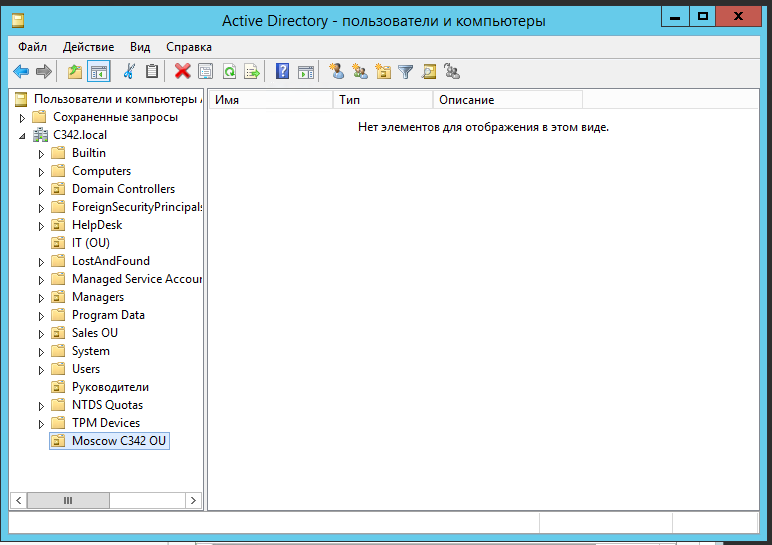 Active Directory - пользователи и компьютеры
Файл Действие Вид Справка
Пользователи и компьютеры
Имя Тип Описание
Сохраненные запросы
Нет элементов для отображения в этом виде.
C342.local
Builtin
Computers
Domain Controllers
ForeignSecurityPrincipals
HelpDesk
IT (OU)
LostAndFound
Managed Service Accour
Managers
Program Data
Sales OU
System
Users
Руководители
NTDS Quotas
TPM Devices
Moscow C342 OU